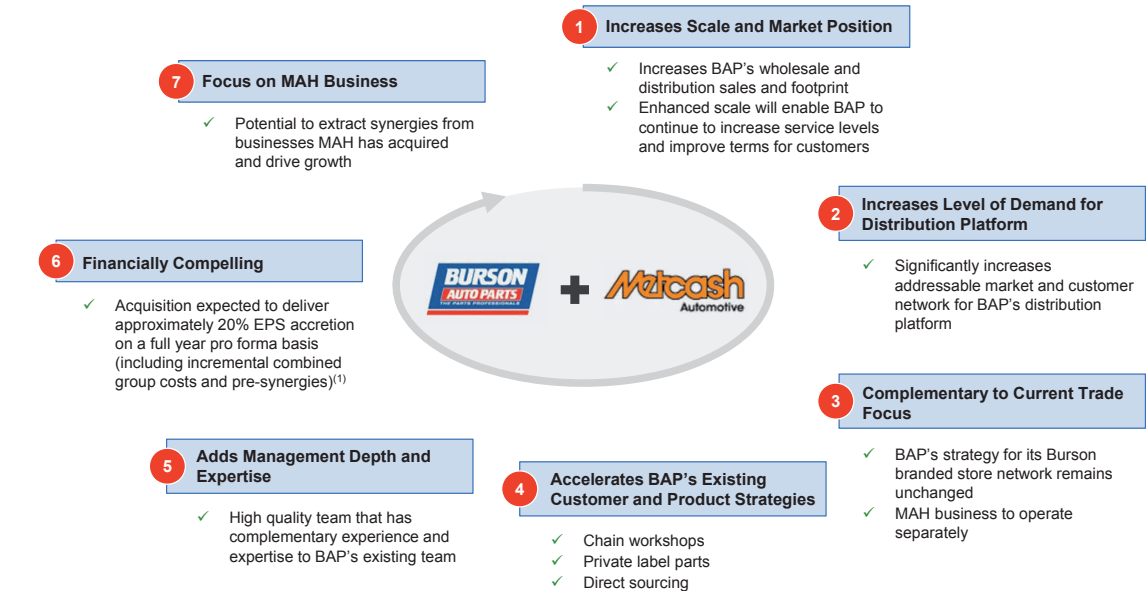 1
Increases Scale and Market Position
✓ Increases BAP's wholesale and
distribution sales and footprint
✓ Enhanced scale will enable BAP to
continue to increase service levels
and improve terms for customers
2
Increases Level of Demand for
Distribution Platform
✓ Significantly increases
addressable market and customer
network for BAP's distribution
platform
3
Complementary to Current Trade
Focus
✓ BAP's strategy for its Burson
branded store network remains
unchanged
✓ MAH business to operate
separately
4
Accelerates BAP's Existing
Customer and Product Strategies
✓ Chain workshops
✓ Private label parts
✓ Direct sourcing
5
Adds Management Depth and
Expertise
✓ High quality team that has
complementary experience and
expertise to BAP's existing team
6
Financially Compelling
✓ Acquisition expected to deliver
approximately 20% EPS accretion
on a full year pro forma basis
(including incremental combined
group costs and pre-synergies)(1)
7
Focus on MAH Business
✓ Potential to extract synergies from
businesses MAH has acquired
and drive growth
BURSON
AUTO PARTS
THE PARTS PROFESSIONALS
+
Metcash
Automotive